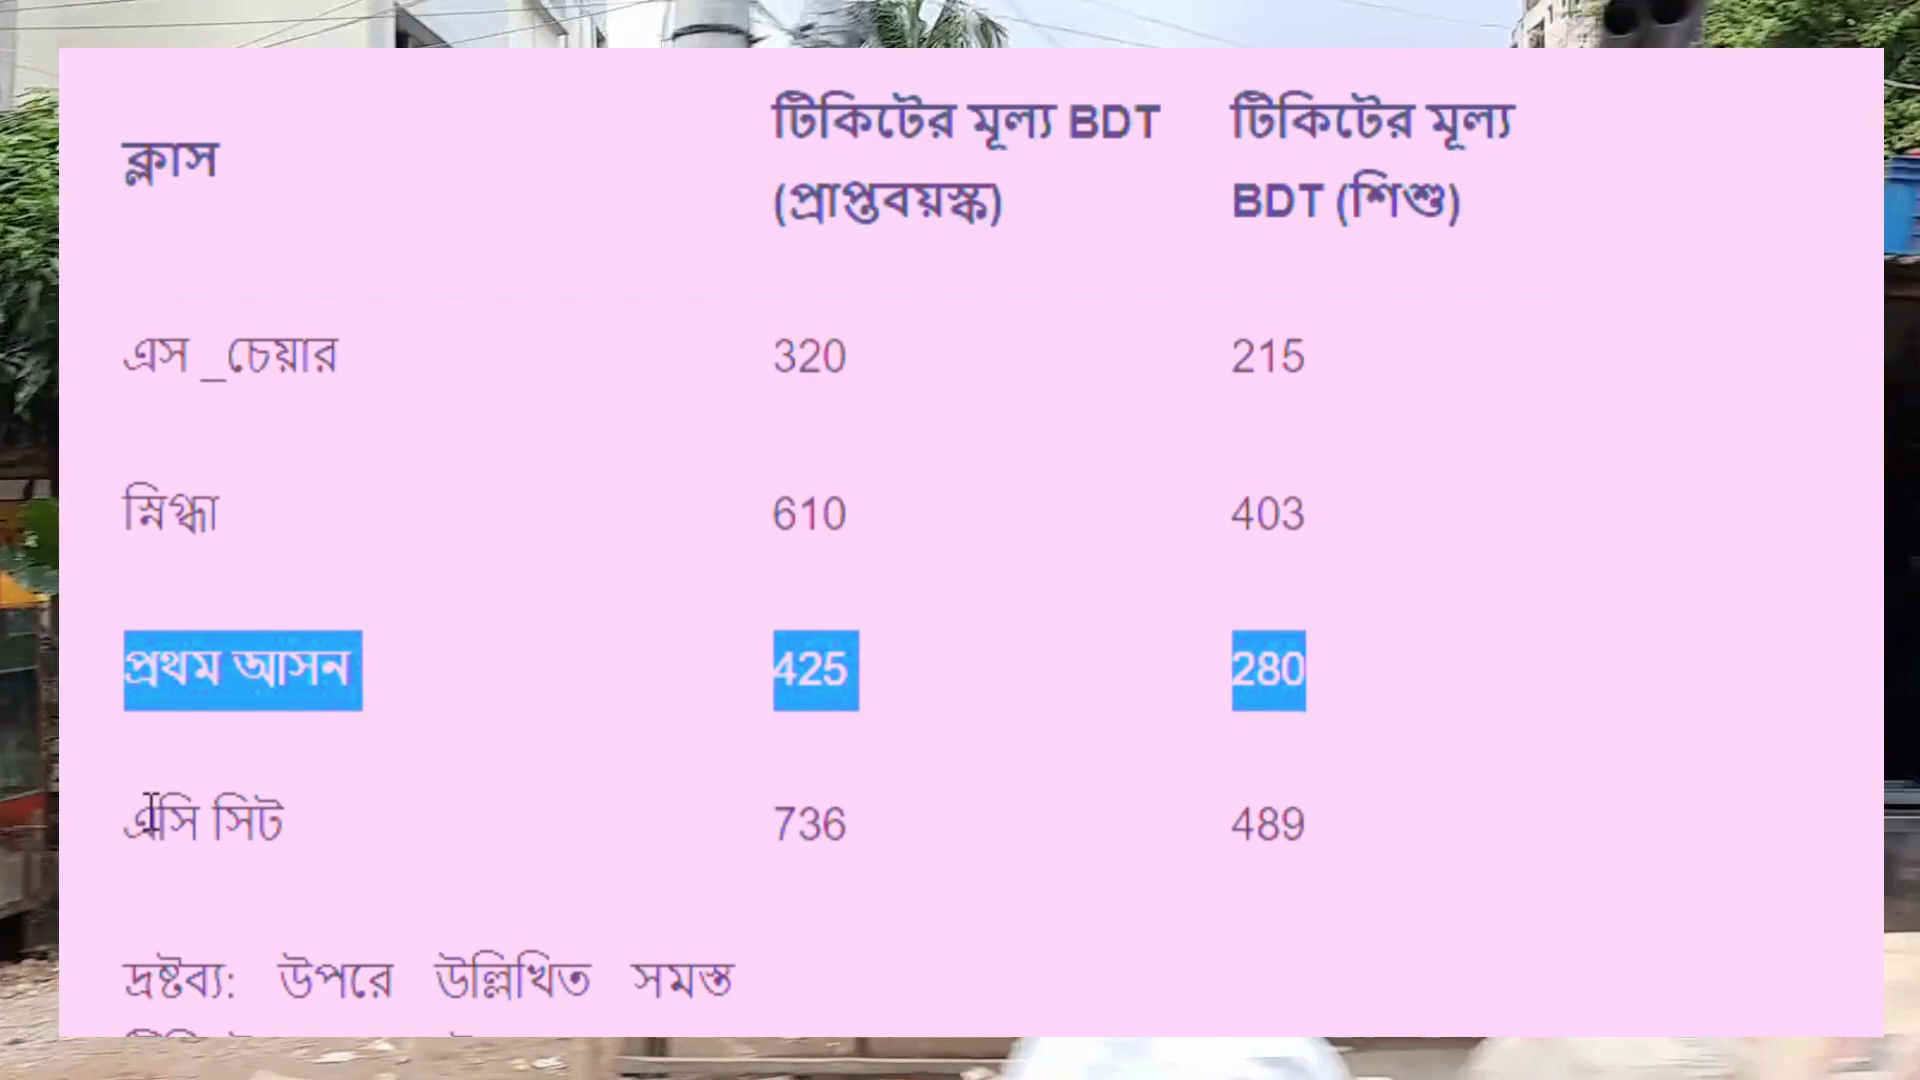 ক্লাস টিকিটের মূল্য BDT (প্রাপ্তবয়স্ক) টিকিটের মূল্য BDT (শিশু)
এস _চেয়ার 320 215
স্নিগ্ধা 610 403
প্রথম আসন 425 280
এসি সিট 736 489
দ্রষ্টব্য: উপরে উল্লিখিত সমস্ত